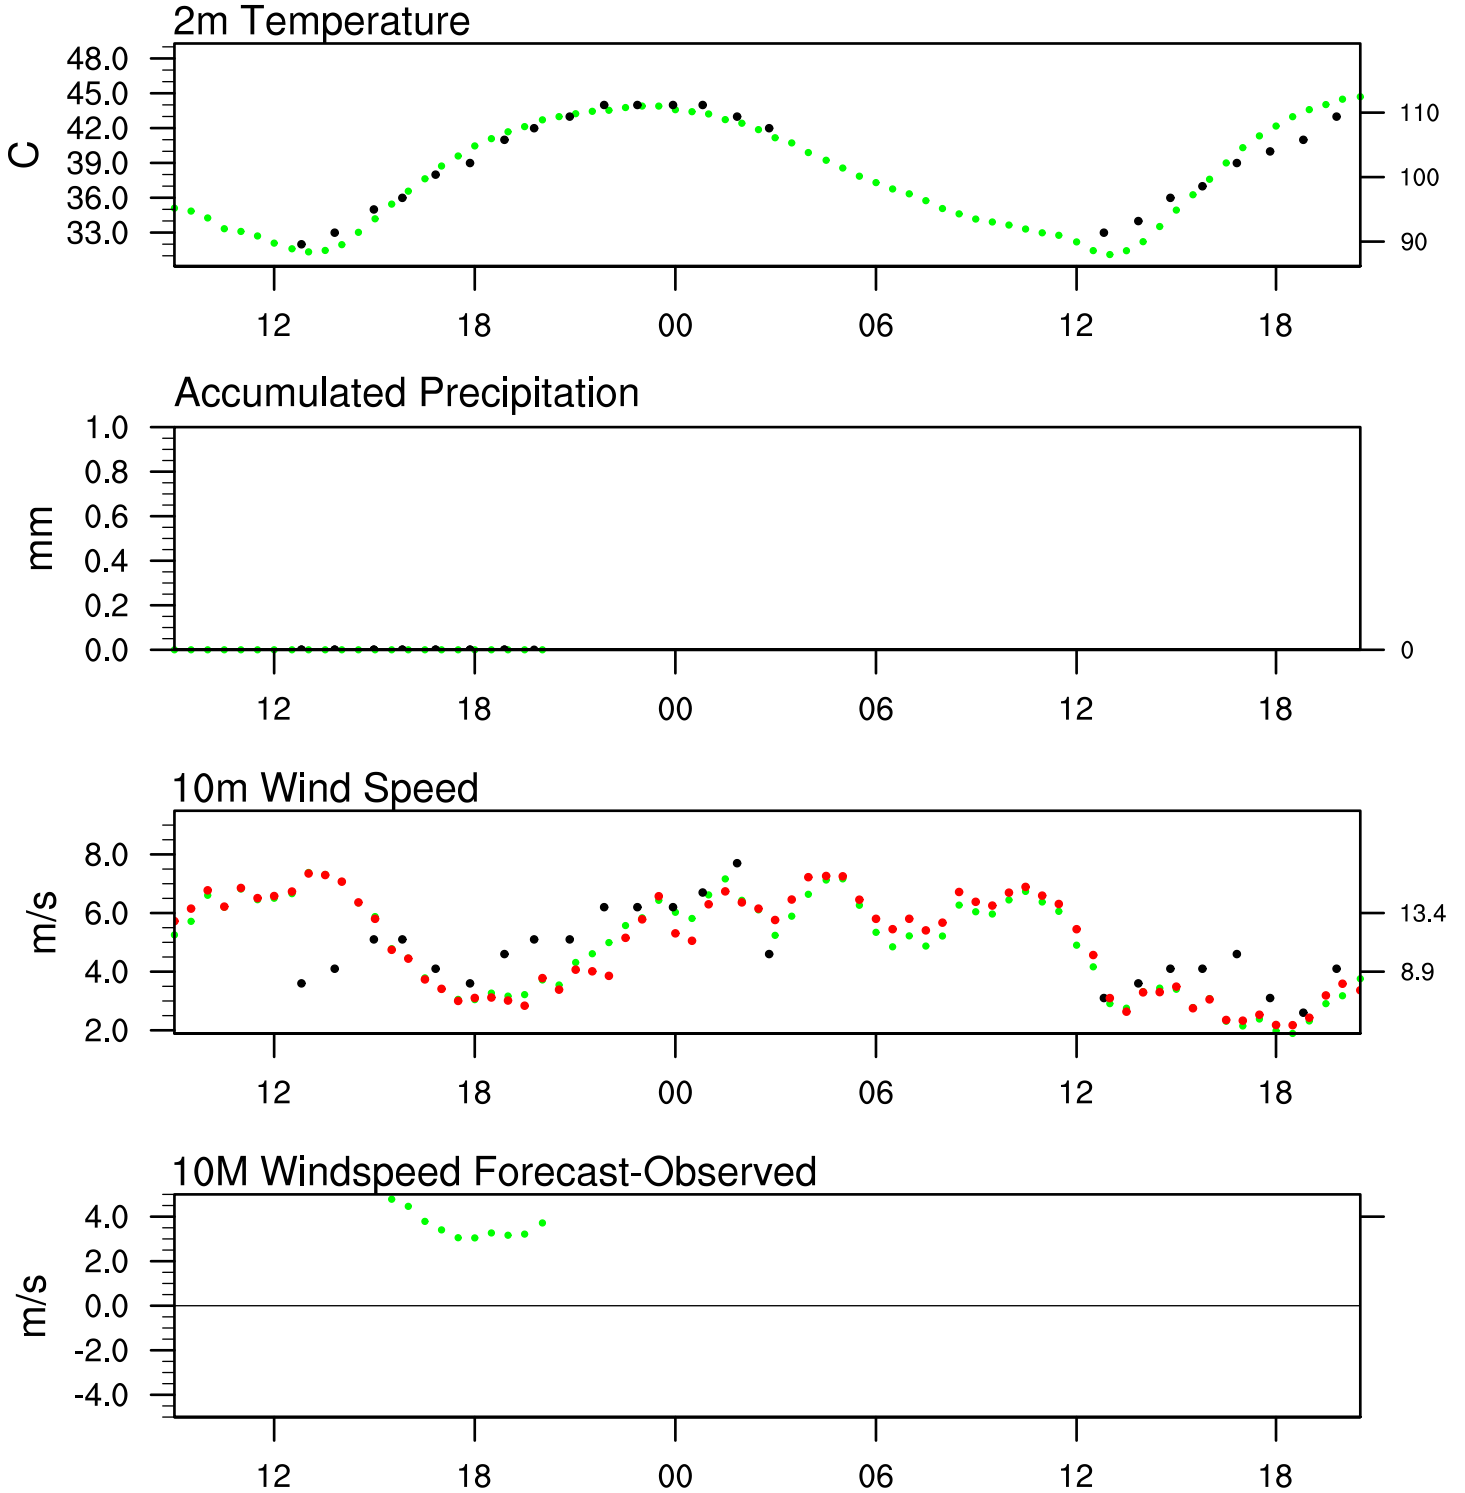 2m Temperature
48.0
45.0
42.0
39.0
36.0
33.0
C
110
100
90
12 18 00 06 12 18
Accumulated Precipitation
1.0
0.8
0.6
0.4
0.2
0.0
mm
0
12 18 00 06 12 18
10m Wind Speed
8.0
6.0
4.0
2.0
m/s
13.4
8.9
12 18 00 06 12 18
10M Windspeed Forecast-Observed
4.0
2.0
0.0
-2.0
-4.0
m/s
12 18 00 06 12 18